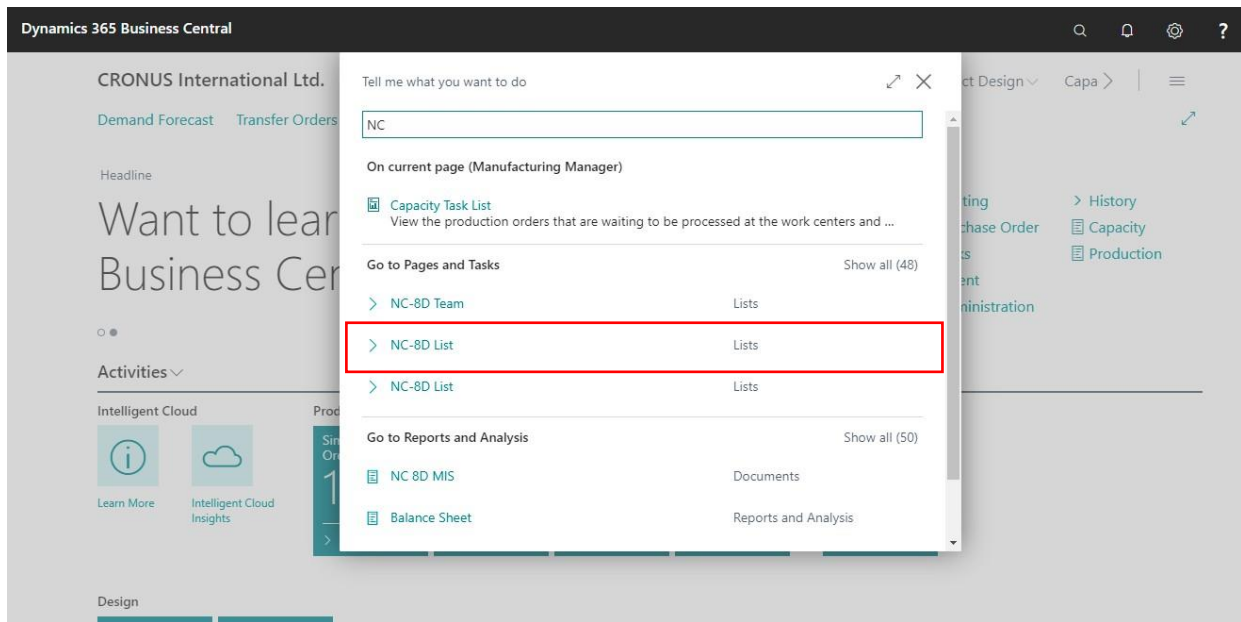 Dynamics 365 Business Central
?
CRONUS International Ltd.
ct Design
Capa
Demand Forecast Transfer Orders
Headline
Want to lear
Business Cer
Tell me what you want to do
NC
On current page (Manufacturing Manager)
Capacity Task List
View the production orders that are waiting to be processed at the work centers and ...
Go to Pages and Tasks Show all (48)
NC-8D Team Lists
NC-8D List Lists
NC-8D List Lists
Go to Reports and Analysis Show all (50)
NC 8D MIS Documents
Balance Sheet Reports and Analysis
ting
chase Order
ent
ninistration
History
Capacity
Production
Activities
Intelligent Cloud
Prod
Learn More
Intelligent Cloud
Insights
Sin
Ord
1
Design